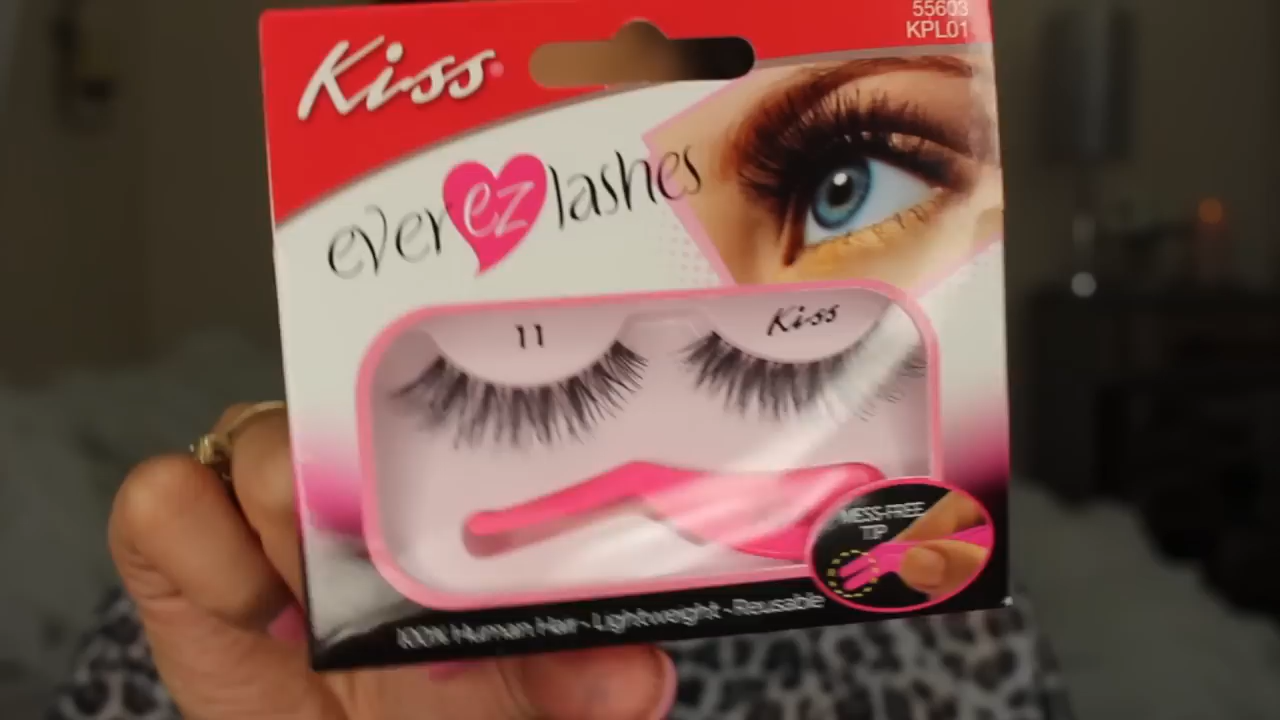 55603
KPL01
Kiss
ever ez lashes
11
Kiss
MESS-FREE
TIP
100% Human Hair - Lightweight - Reusable